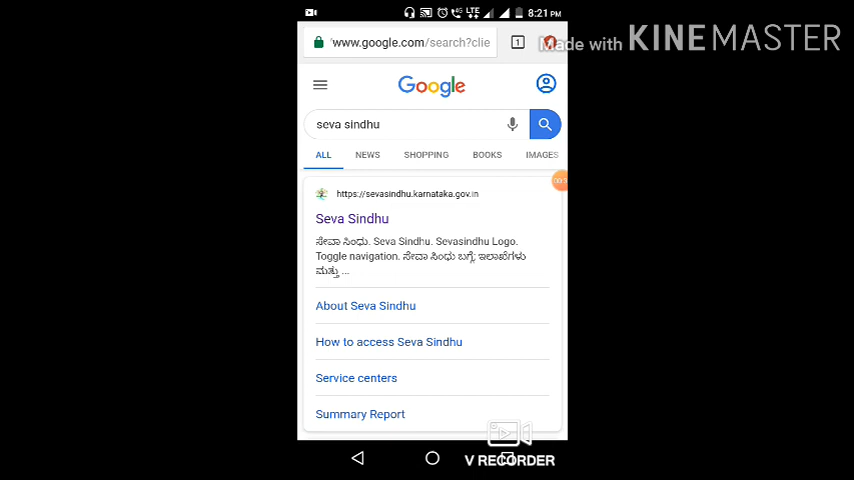 LTE 8:21 PM
Made with KINEMASTER
'www.google.com/search?clie
1
Google
seva sindhu
ALL NEWS SHOPPING BOOKS IMAGES
https://sevasindhu.karnataka.gov.in
Seva Sindhu
ಸೇವಾ ಸಿಂಧು. Seva Sindhu. Sevasindhu Logo.
Toggle navigation. ಸೇವಾ ಸಿಂಧು ಬಗ್ಗೆ; ಇಲಾಖೆಗಳು
ಮತ್ತು ...
About Seva Sindhu
How to access Seva Sindhu
Service centers
Summary Report
V RECORDER